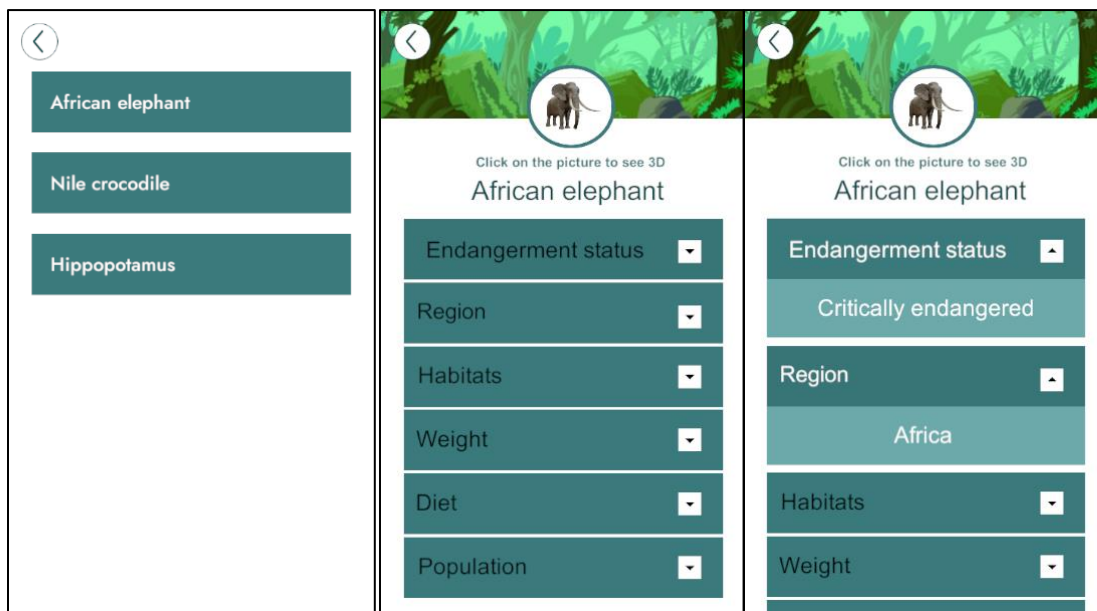 African elephant
Nile crocodile
Hippopotamus
Click on the picture to see 3D
African elephant
Endangerment status
Region
Habitats
Weight
Diet
Population
Click on the picture to see 3D
African elephant
Endangerment status
Critically endangered
Region
Africa
Habitats
Weight